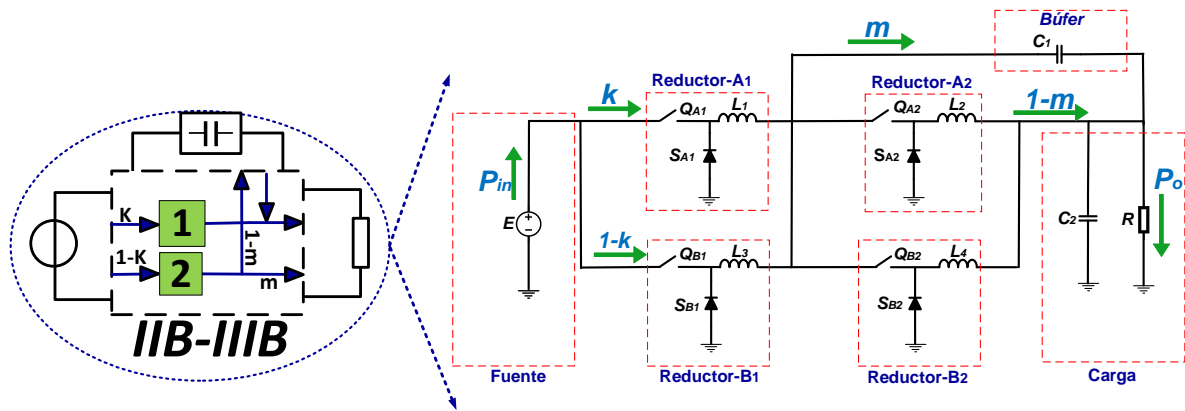 K
1
1-K
2
1-m
m
IIB-IIIB
Búfer
m
C1
Reductor-A1
Reductor-A2
k
QA1
L1
QA2
L2
1-m
SA1
SA2
Pin
E
Po
C2
R
1-k
QB1
L3
QB2
L4
SB1
SB2
Fuente
Reductor-B1
Reductor-B2
Carga